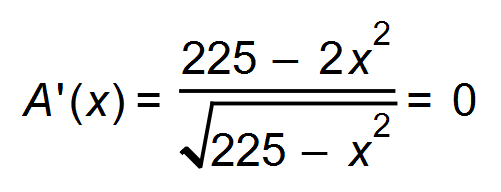 A'(x) = (225 – 2x²) / √(225 – x²) = 0